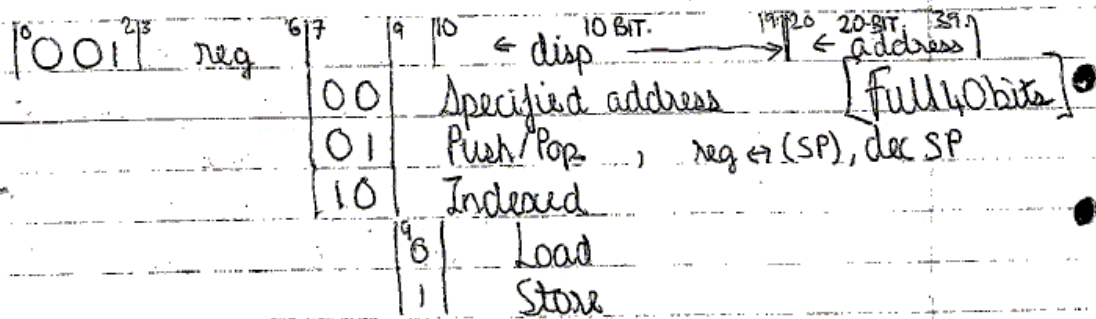 0 2 3 6 7 9 10 10 BIT. 19 20 20-BIT. 39
001 reg ← disp → ← address
00 Specified address [Full 40 bits]
01 Push/Pop , reg ↔ (SP), dec SP
10 Indexed
9
0 Load
1 Store